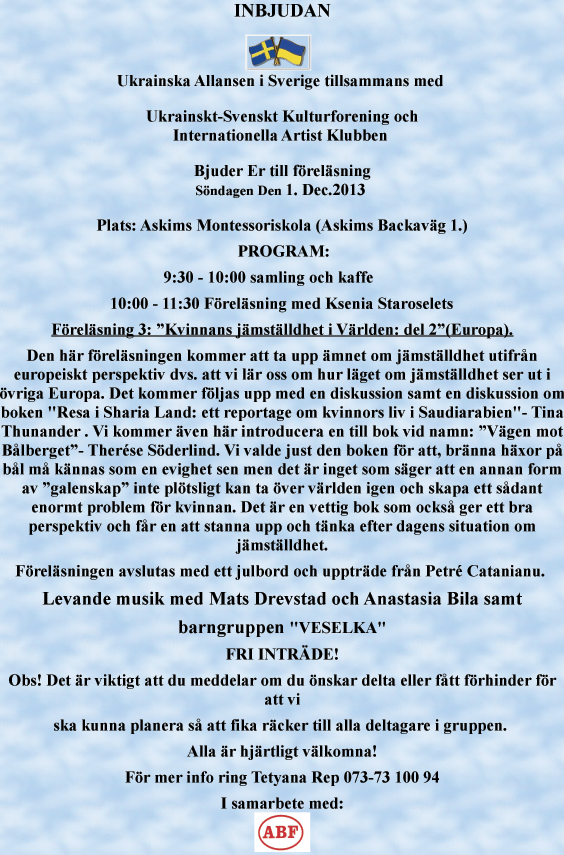 INBJUDAN
Ukrainska Allansen i Sverige tillsammans med
Ukrainskt-Svenskt Kulturforening och
Internationella Artist Klubben
Bjuder Er till föreläsning
Söndagen Den 1. Dec.2013
Plats: Askims Montessoriskola (Askims Backaväg 1.)
PROGRAM:
9:30 - 10:00 samling och kaffe
10:00 - 11:30 Föreläsning med Ksenia Staroselets
Föreläsning 3: ”Kvinnans jämställdhet i Världen: del 2”(Europa).
Den här föreläsningen kommer att ta upp ämnet om jämställdhet utifrån
europeiskt perspektiv dvs. att vi lär oss om hur läget om jämställdhet ser ut i
övriga Europa. Det kommer följas upp med en diskussion samt en diskussion om
boken "Resa i Sharia Land: ett reportage om kvinnors liv i Saudiarabien"- Tina
Thunander . Vi kommer även här introducera en till bok vid namn: ”Vägen mot
Bålberget”- Therése Söderlind. Vi valde just den boken för att, bränna häxor på
bål må kännas som en evighet sen men det är inget som säger att en annan form
av ”galenskap” inte plötsligt kan ta över världen igen och skapa ett sådant
enormt problem för kvinnan. Det är en vettig bok som också ger ett bra
perspektiv och får en att stanna upp och tänka efter dagens situation om
jämställdhet.
Föreläsningen avslutas med ett julbord och uppträde från Petré Catanianu.
Levande musik med Mats Drevstad och Anastasia Bila samt
barngruppen "VESELKA"
FRI INTRÄDE!
Obs! Det är viktigt att du meddelar om du önskar delta eller fått förhinder för
att vi
ska kunna planera så att fika räcker till alla deltagare i gruppen.
Alla är hjärtligt välkomna!
För mer info ring Tetyana Rep 073-73 100 94
I samarbete med:
ABF